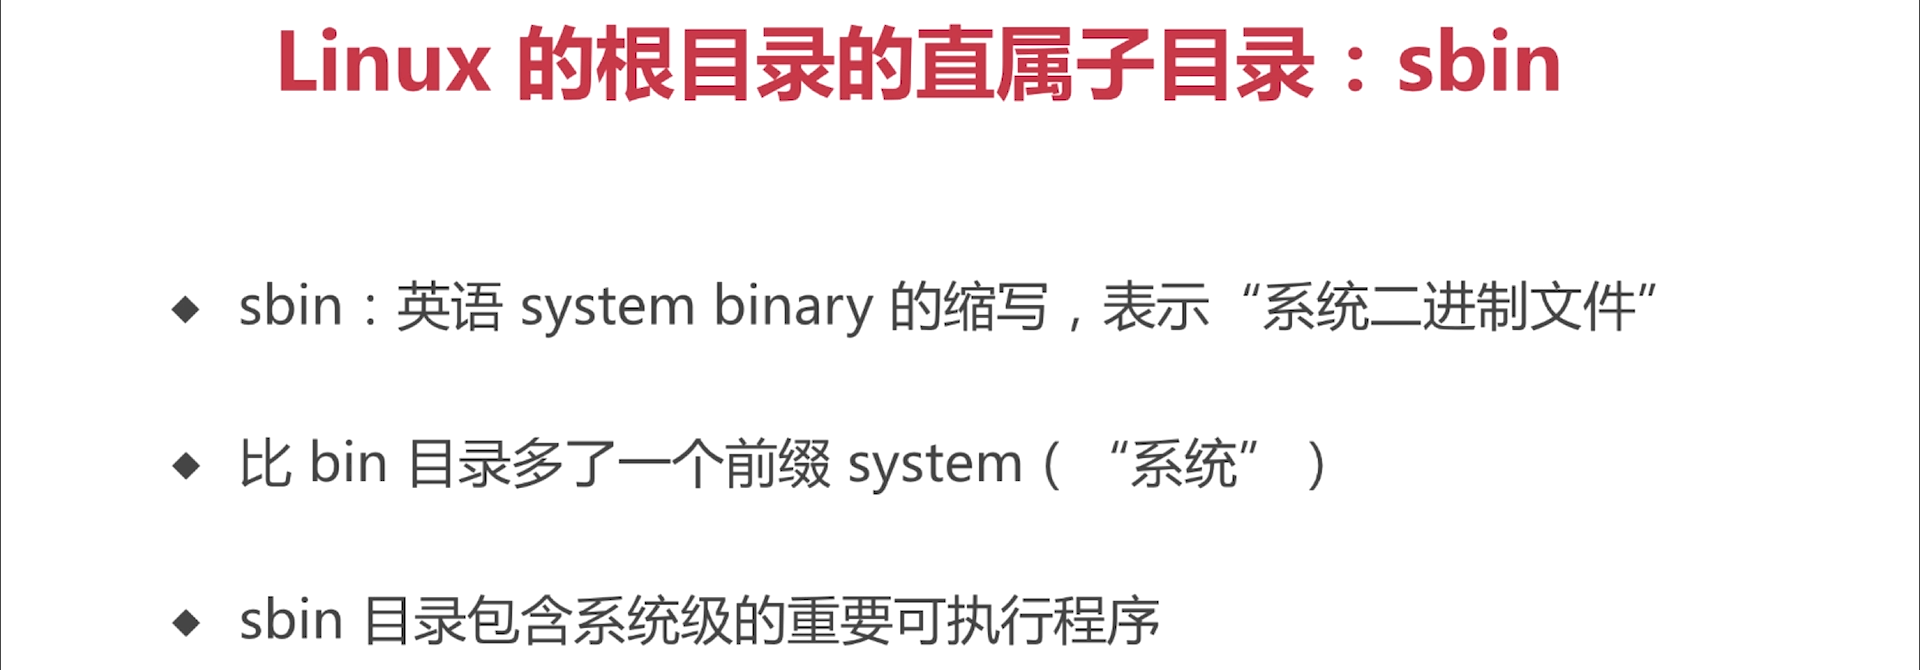 Linux 的根目录的直属子目录：sbin
◆ sbin：英语 system binary 的缩写，表示“系统二进制文件”
◆ 比 bin 目录多了一个前缀 system（ “系统” ）
◆ sbin 目录包含系统级的重要可执行程序